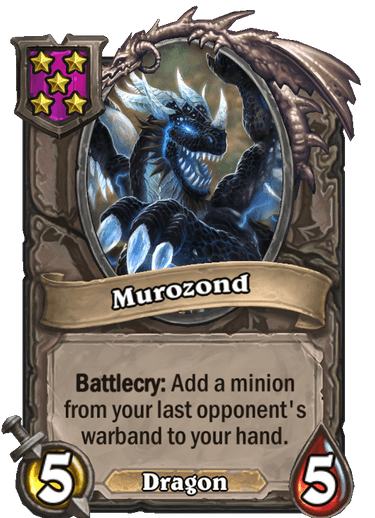 Murozond
Battlecry: Add a minion
from your last opponent's
warband to your hand.
5
Dragon
5